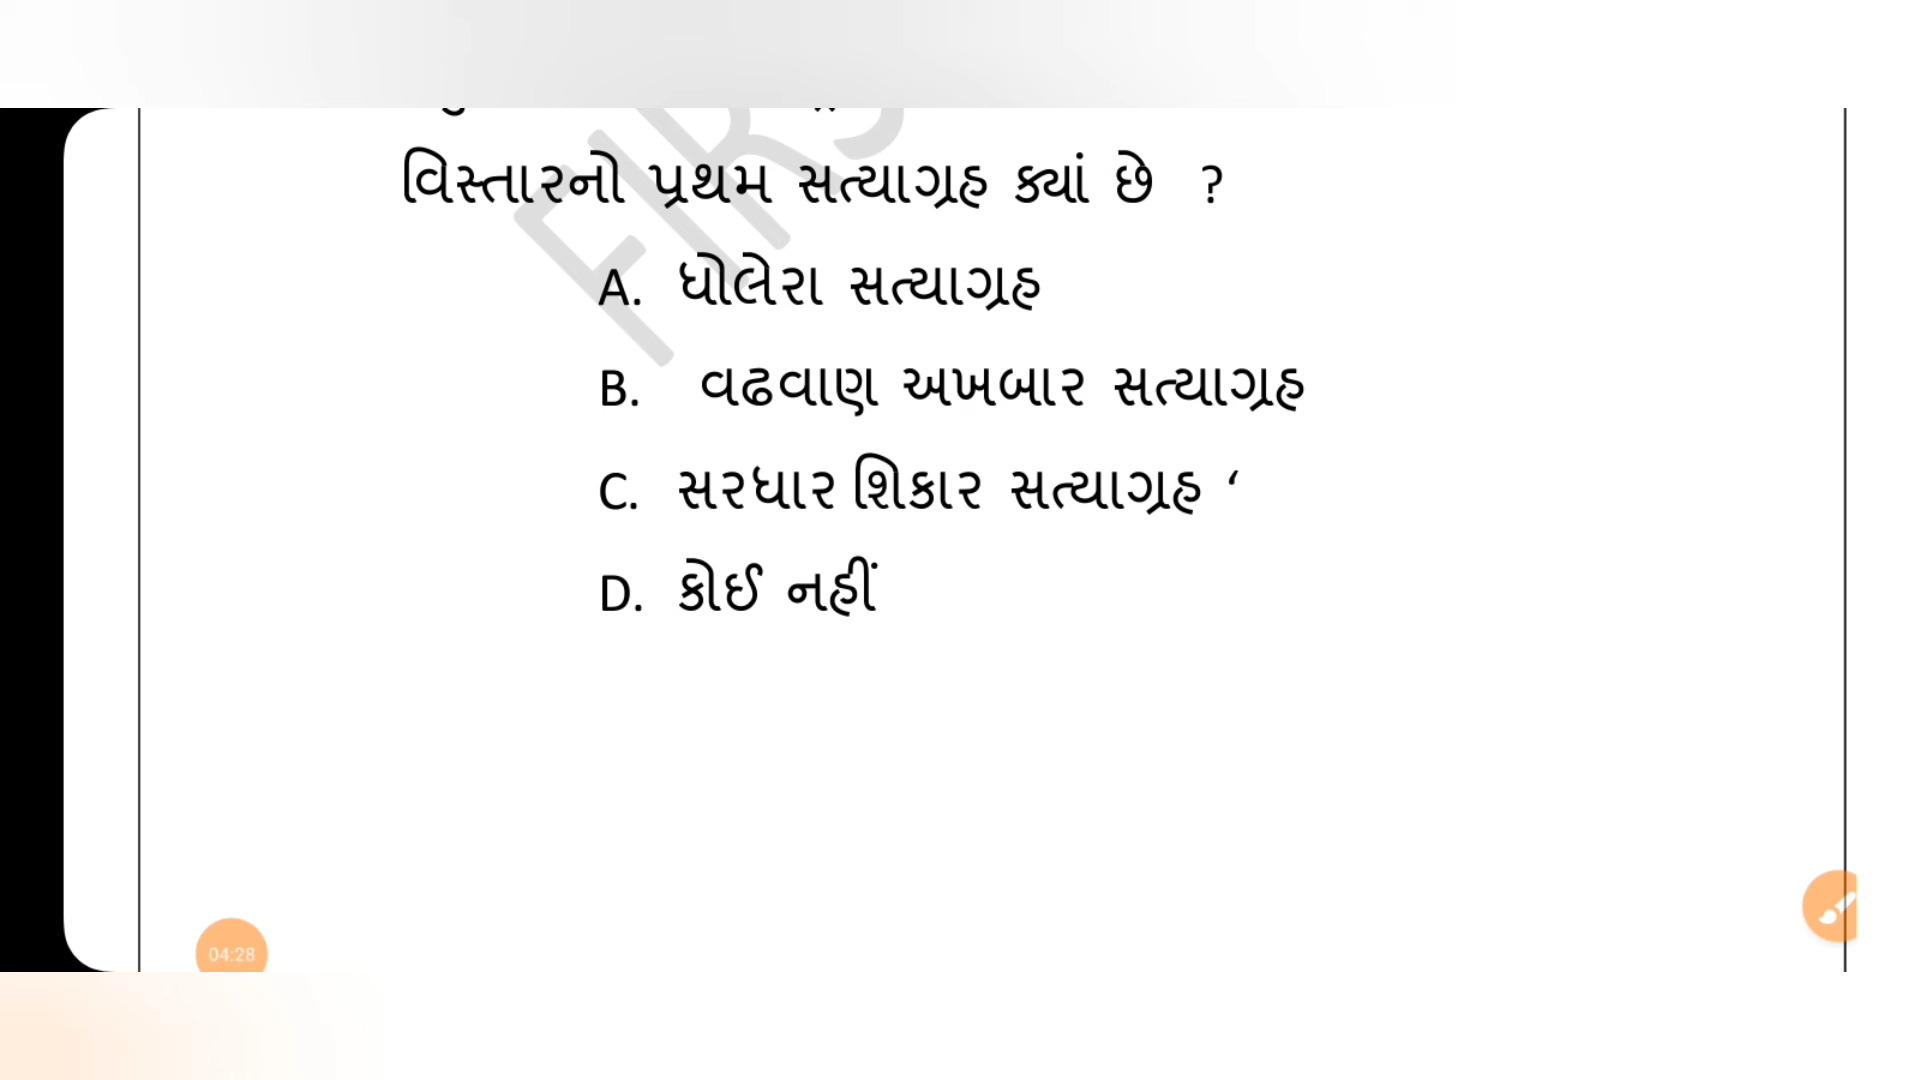 વિસ્તારનો પ્રથમ સત્યાગ્રહ ક્યાં છે ?
A. ધોલેરા સત્યાગ્રહ
B. વઢવાણ અખબાર સત્યાગ્રહ
C. સરધાર શિકાર સત્યાગ્રહ ‘
D. કોઈ નહીં
04:28